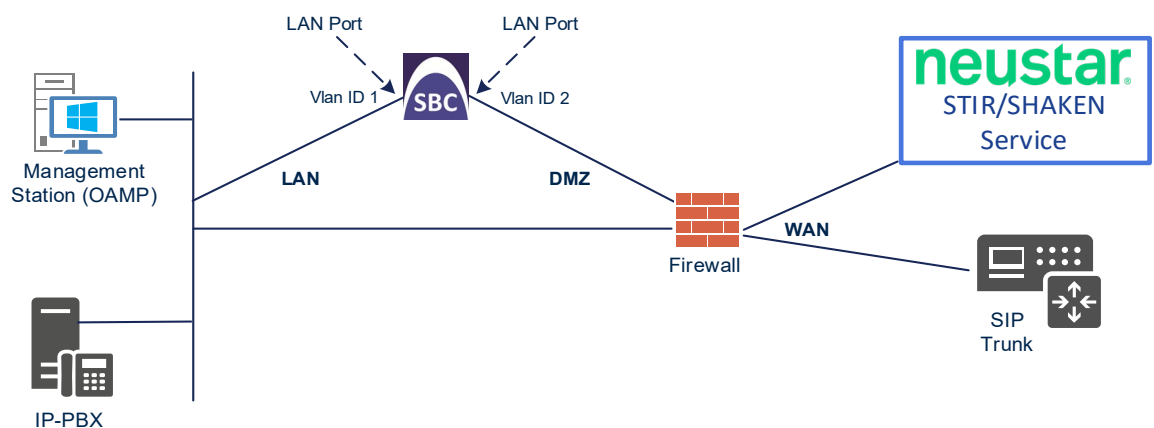 LAN Port
LAN Port
neustar
STIR/SHAKEN
Service
Vlan ID 1
SBC
Vlan ID 2
Management
Station (OAMP)
LAN
DMZ
WAN
Firewall
SIP
Trunk
IP-PBX